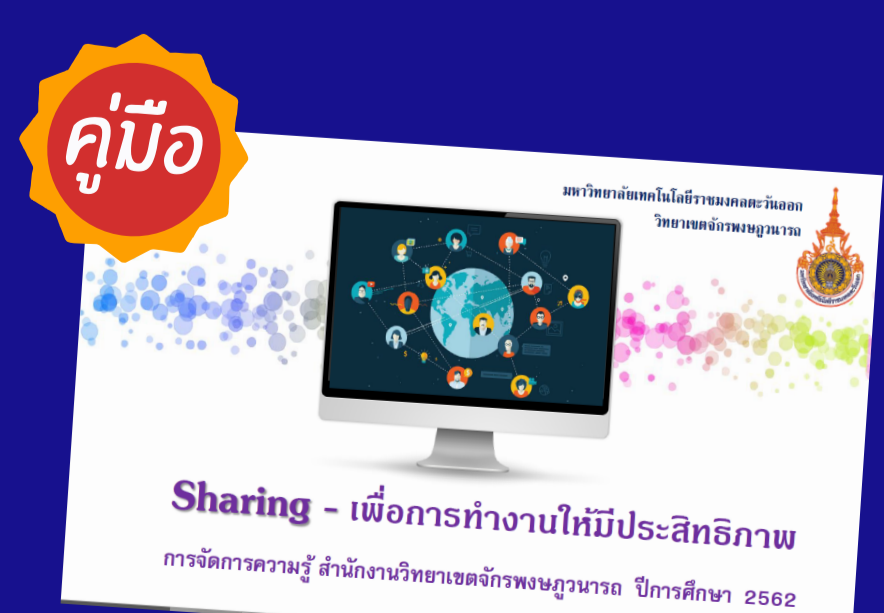 คู่มือ
มหาวิทยาลัยเทคโนโลยีราชมงคลตะวันออก
วิทยาเขตจักรพงษภูวนารถ
Sharing - เพื่อการทำงานให้มีประสิทธิภาพ
การจัดการความรู้ สำนักงานวิทยาเขตจักรพงษภูวนารถ ปีการศึกษา 2562